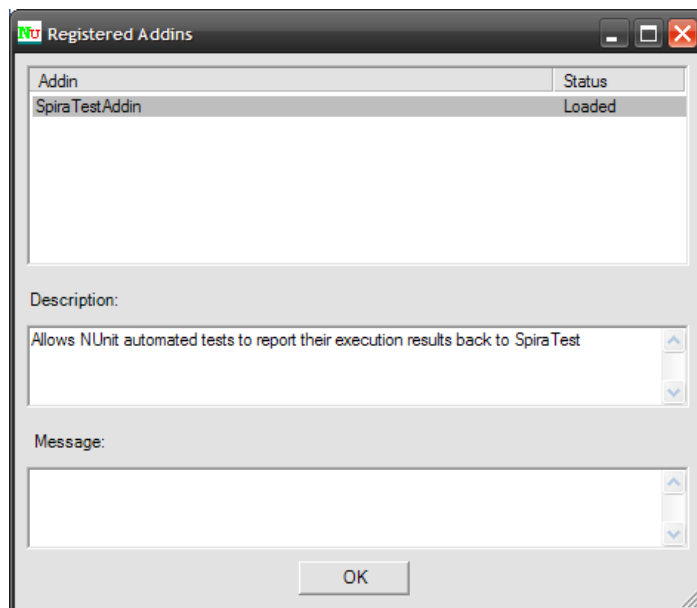 NU Registered Addins
Addin Status
SpiraTestAddin Loaded
Description:
Allows NUnit automated tests to report their execution results back to SpiraTest
Message:
OK